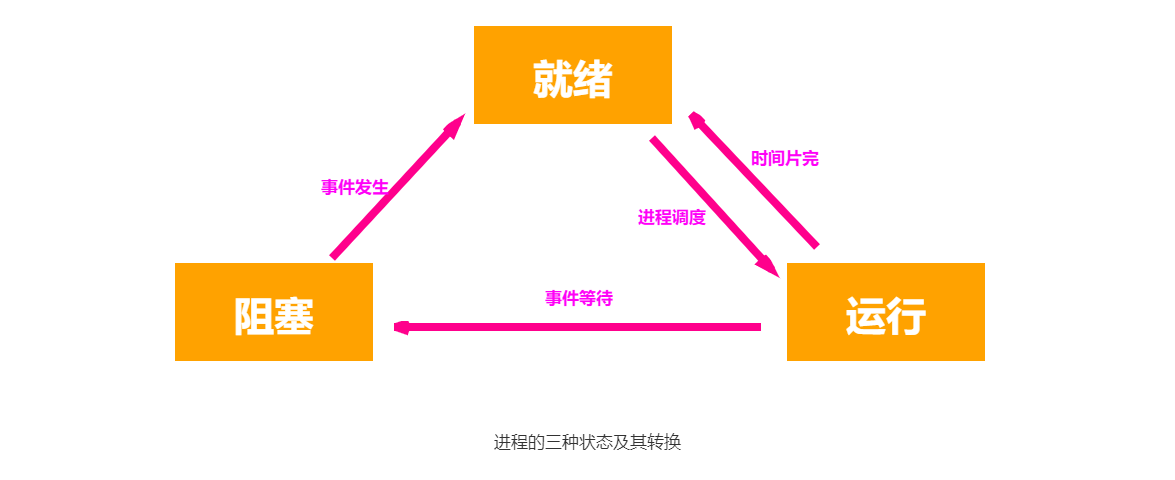 就绪
时间片完
事件发生
进程调度
事件等待
阻塞
运行
进程的三种状态及其转换